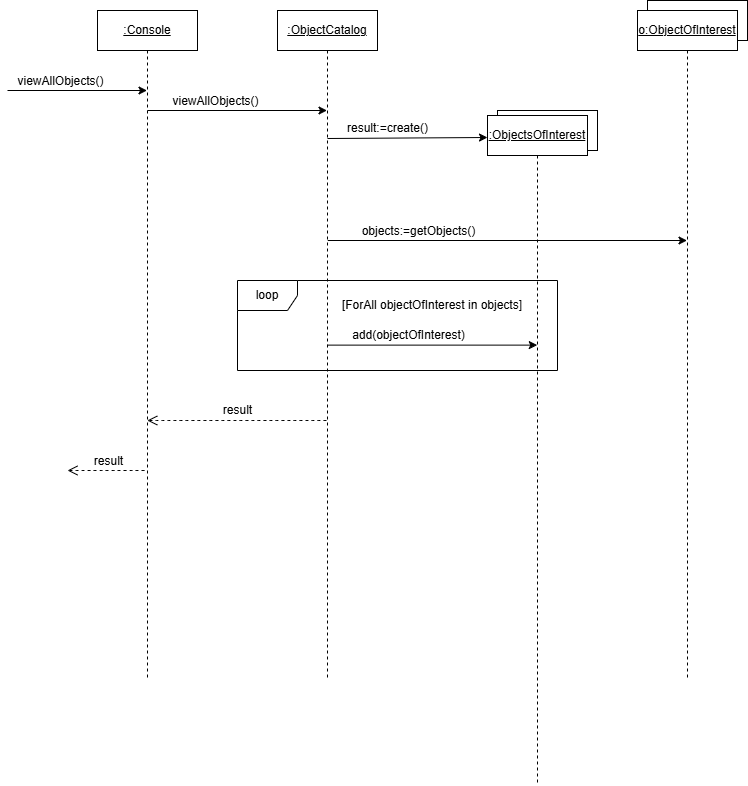 :Console
:ObjectCatalog
o:ObjectOfInterest
viewAllObjects()
viewAllObjects()
result:=create()
:ObjectsOfInterest
objects:=getObjects()
loop
[ForAll objectOfInterest in objects]
add(objectOfInterest)
result
result